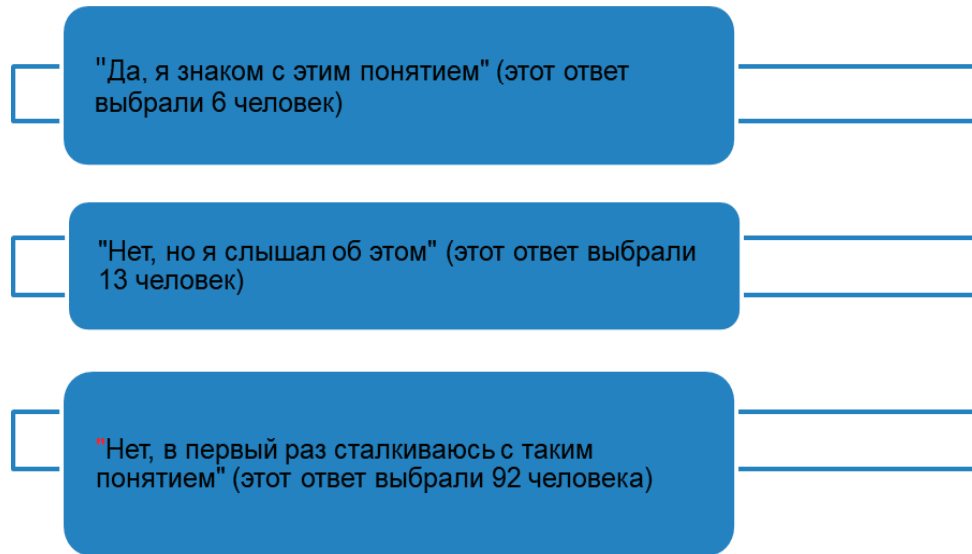 "Да, я знаком с этим понятием" (этот ответ
выбрали 6 человек)
"Нет, но я слышал об этом" (этот ответ выбрали
13 человек)
"Нет, в первый раз сталкиваюсь с таким
понятием" (этот ответ выбрали 92 человека)